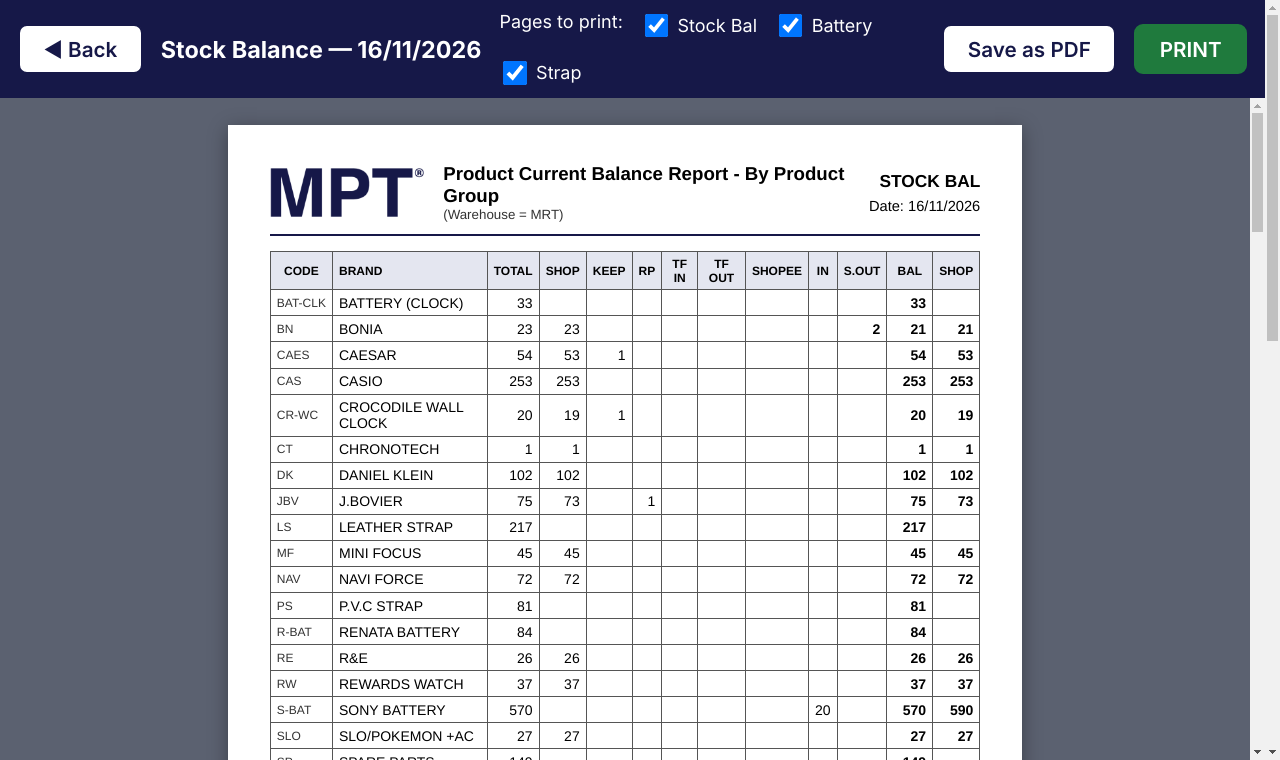 ◀ Back
Stock Balance — 16/11/2026
Pages to print:
Stock Bal
Battery
Strap
Save as PDF
PRINT
MPT®
Product Current Balance Report - By Product Group
(Warehouse = MRT)
STOCK BAL
Date: 16/11/2026
CODE BRAND TOTAL SHOP KEEP RP TF IN TF OUT SHOPEE IN S.OUT BAL SHOP
BAT-CLK BATTERY (CLOCK) 33 33
BN BONIA 23 23 2 21 21
CAES CAESAR 54 53 1 54 53
CAS CASIO 253 253 253 253
CR-WC CROCODILE WALL CLOCK 20 19 1 20 19
CT CHRONOTECH 1 1 1 1
DK DANIEL KLEIN 102 102 102 102
JBV J.BOVIER 75 73 1 75 73
LS LEATHER STRAP 217 217
MF MINI FOCUS 45 45 45 45
NAV NAVI FORCE 72 72 72 72
PS P.V.C STRAP 81 81
R-BAT RENATA BATTERY 84 84
RE R&E 26 26 26 26
RW REWARDS WATCH 37 37 37 37
S-BAT SONY BATTERY 570 20 570 590
SLO SLO/POKEMON +AC 27 27 27 27